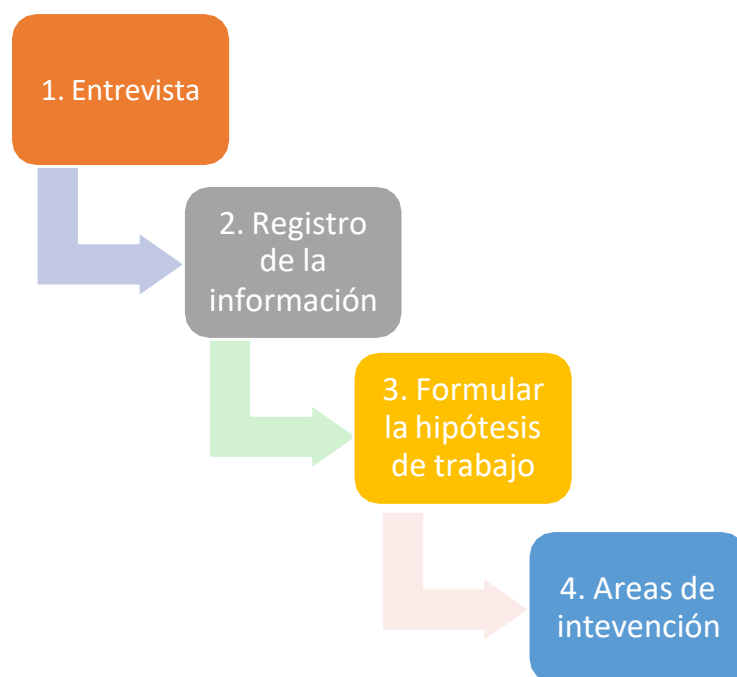 1. Entrevista
2. Registro
de la
información
3. Formular
la hipótesis
de trabajo
4. Areas de
intevención